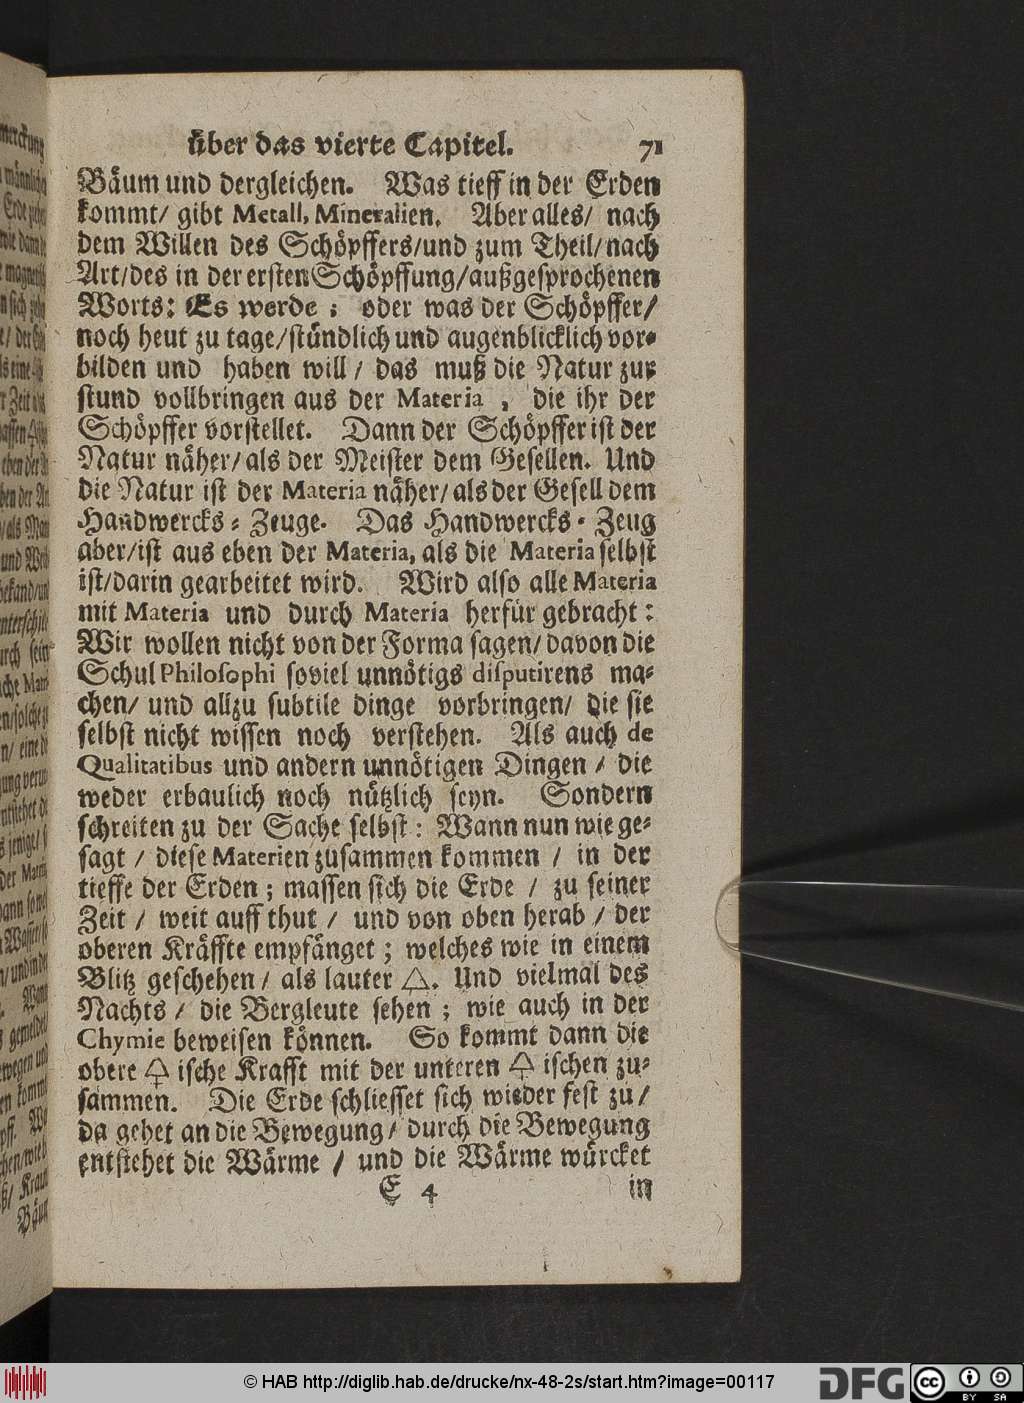 über das vierte Capitel. 71
Bäum und dergleichen. Was tieff in der Erden
kommt/ gibt Metall, Mineralien. Aber alles/ nach
dem Willen des Schöpffers/und zum Theil/nach
Art/des in der ersten Schöpffung/außgesprochenen
Worts: Es werde; oder was der Schöpffer/
noch heut zu tage/stündlich und augenblicklich vor-
bilden und haben will/ das muß die Natur zur
stund vollbringen aus der Materia, die ihr der
Schöpffer vorstellet. Dann der Schöpffer ist der
Natur näher/als der Meister dem Gesellen. Und
die Natur ist der Materia näher/als der Gesell dem
Handwercks-Zeuge. Das Handwercks-Zeug
aber/ist aus eben der Materia, als die Materia selbst
ist/darin gearbeitet wird. Wird also alle Materia
mit Materia und durch Materia herfür gebracht:
Wir wollen nicht von der Forma sagen/davon die
Schul Philosophi soviel unnötigs disputirens ma-
chen/ und allzu subtile dinge vorbringen/ die sie
selbst nicht wissen noch verstehen. Als auch de
Qualitatibus und andern unnötigen Dingen/ die
weder erbaulich noch nützlich seyn. Sondern
schreiten zu der Sache selbst: Wann nun wie ge-
sagt/ diese Materien zusammen kommen/ in der
tieffe der Erden; massen sich die Erde/ zu seiner
Zeit/ weit auff thut/ und von oben herab/ der
oberen Kräffte empfänget; welches wie in einem
Blitz geschehen/ als lauter 🜂. Und vielmal des
Nachts/ die Bergleute sehen; wie auch in der
Chymie beweisen können. So kommt dann die
obere 🜍 ische Krafft mit der unteren 🜍 ischen zu-
sammen. Die Erde schliesset sich wieder fest zu/
da gehet an die Bewegung/ durch die Bewegung
entstehet die Wärme/ und die Wärme würcket
E 4 in
© HAB http://diglib.hab.de/drucke/nx-48-2s/start.htm?image=00117
DFG
CC BY SA